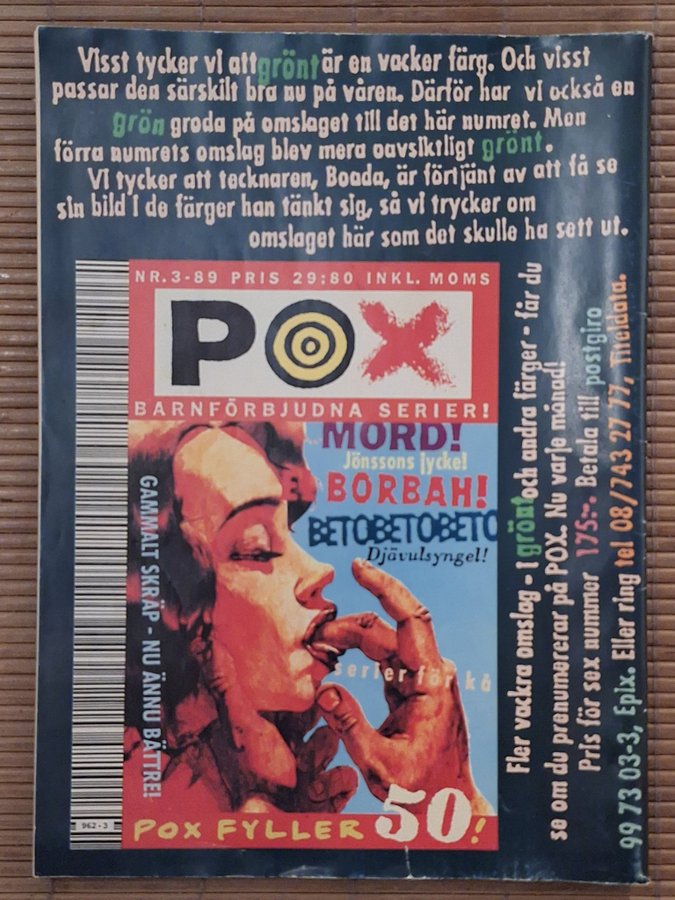 Visst tycker vi att grönt är en vacker färg. Och visst
passar den särskilt bra nu på våren. Därför har vi också en
grön groda på omslaget till det här numret. Men
förra numrets omslag blev mera oavsiktligt grönt.
Vi tycker att tecknaren, Boada, är förtjänt av att få se
sin bild i de färger han tänkt sig, så vi trycker om
omslaget här som det skulle ha sett ut.
NR.3-89 PRIS 29:80 INKL. MOMS
POX
BARNFÖRBJUDNA SERIER!
MORD!
Jönssons jycke!
BORBAH!
BETOBETOBETO
Djävulsyngel!
serier för kå
GAMMALT SKRÄP - NU ÄNNU BÄTTRE!
962-3
POX FYLLER 50!
Fler vackra omslag - i grönt och andra färger - får du
se om du prenumererar på POX. Nu varje månad!
Pris för sex nummer 175:-. Betala till postgiro
99 73 03-3, Epix. Eller ring tel 08/743 27 77, Titeldata.